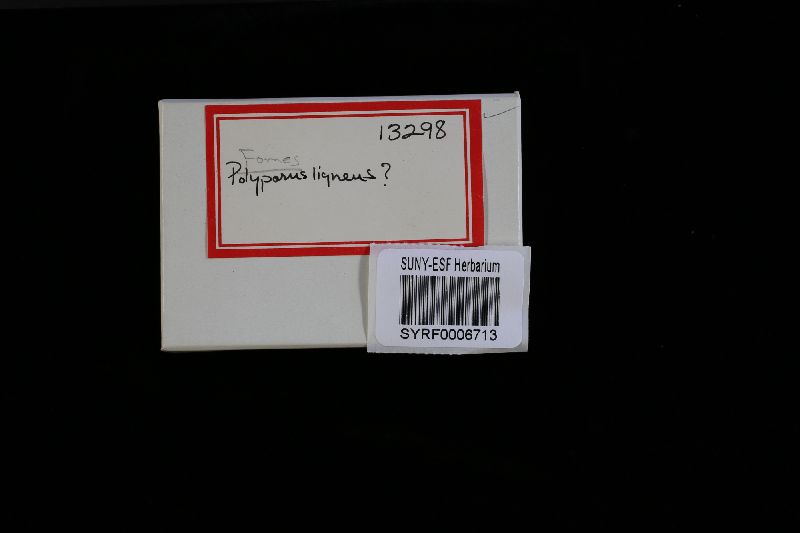 13298
Fomes
Polyporus ligneus?
SUNY-ESF Herbarium
SYRF0006713